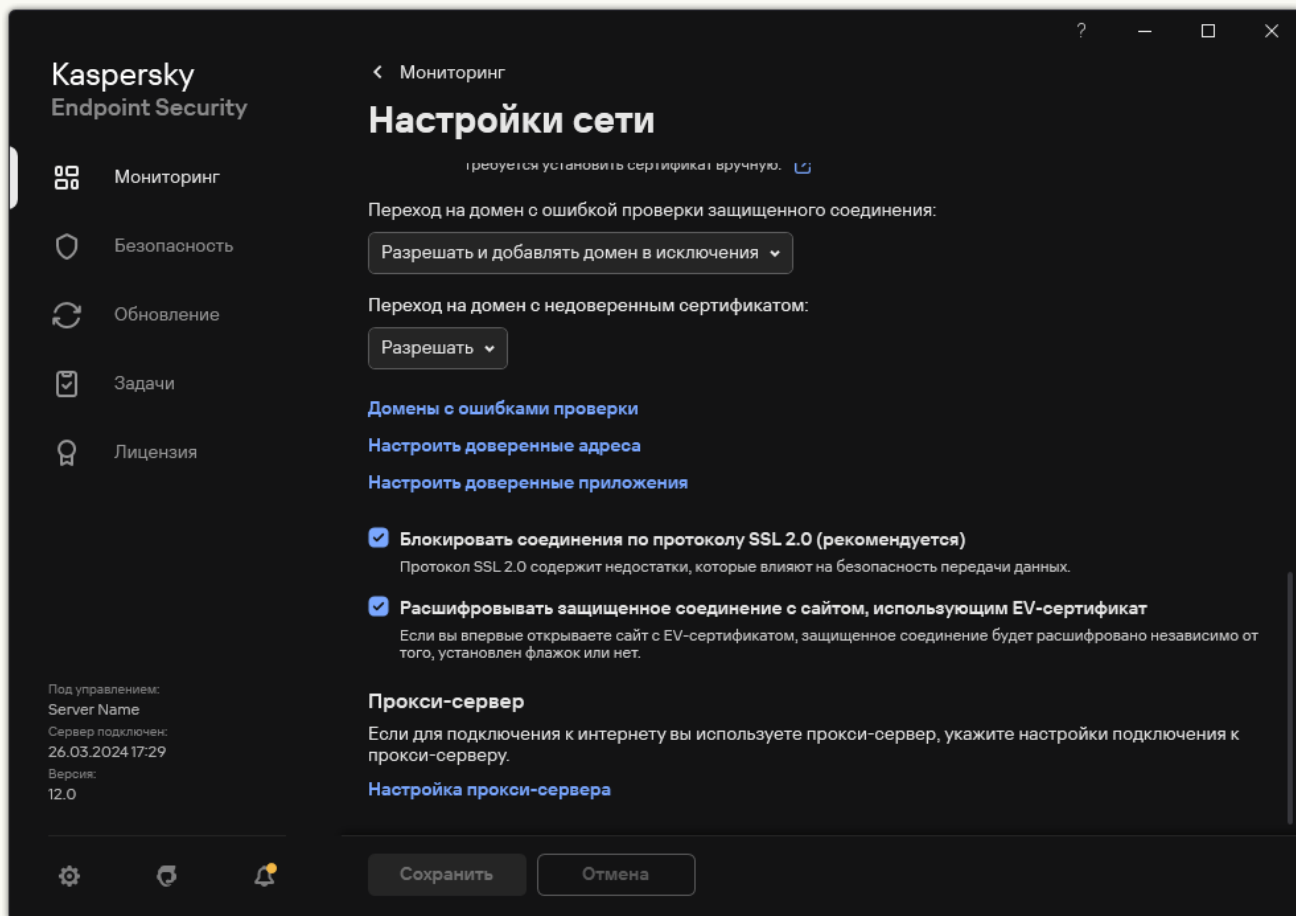 ?
Kaspersky
Endpoint Security
Мониторинг
Безопасность
Обновление
Задачи
Лицензия
Под управлением:
Server Name
Сервер подключен:
26.03.2024 17:29
Версия:
12.0
Мониторинг
Настройки сети
требуется установить сертификат вручную.
Переход на домен с ошибкой проверки защищенного соединения:
Разрешать и добавлять домен в исключения
Переход на домен с недоверенным сертификатом:
Разрешать
Домены с ошибками проверки
Настроить доверенные адреса
Настроить доверенные приложения
Блокировать соединения по протоколу SSL 2.0 (рекомендуется)
Протокол SSL 2.0 содержит недостатки, которые влияют на безопасность передачи данных.
Расшифровывать защищенное соединение с сайтом, использующим EV-сертификат
Если вы впервые открываете сайт с EV-сертификатом, защищенное соединение будет расшифровано независимо от
того, установлен флажок или нет.
Прокси-сервер
Если для подключения к интернету вы используете прокси-сервер, укажите настройки подключения к
прокси-серверу.
Настройка прокси-сервера
Сохранить
Отмена